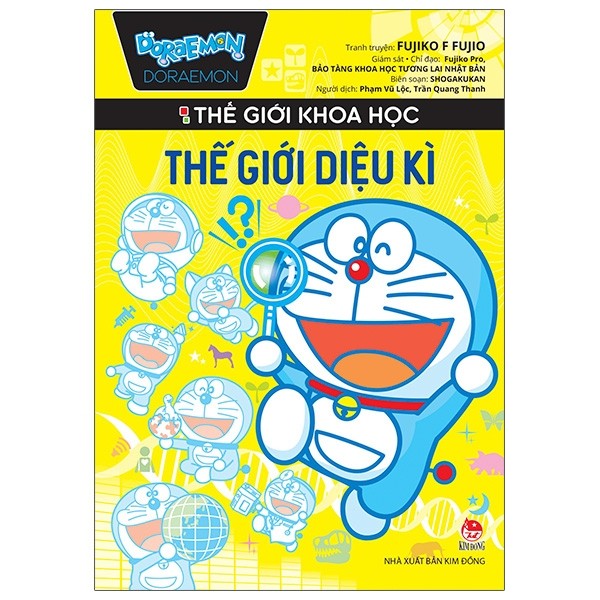 DORAEMON
DORAEMON
Tranh truyện: FUJIKO F FUJIO
Giám sát • Chỉ đạo: Fujiko Pro,
BẢO TÀNG KHOA HỌC TƯƠNG LAI NHẬT BẢN
Biên soạn: SHOGAKUKAN
Người dịch: Phạm Vũ Lộc, Trần Quang Thanh
THẾ GIỚI KHOA HỌC
THẾ GIỚI DIỆU KÌ
!?
KIM ĐỒNG
NHÀ XUẤT BẢN KIM ĐỒNG